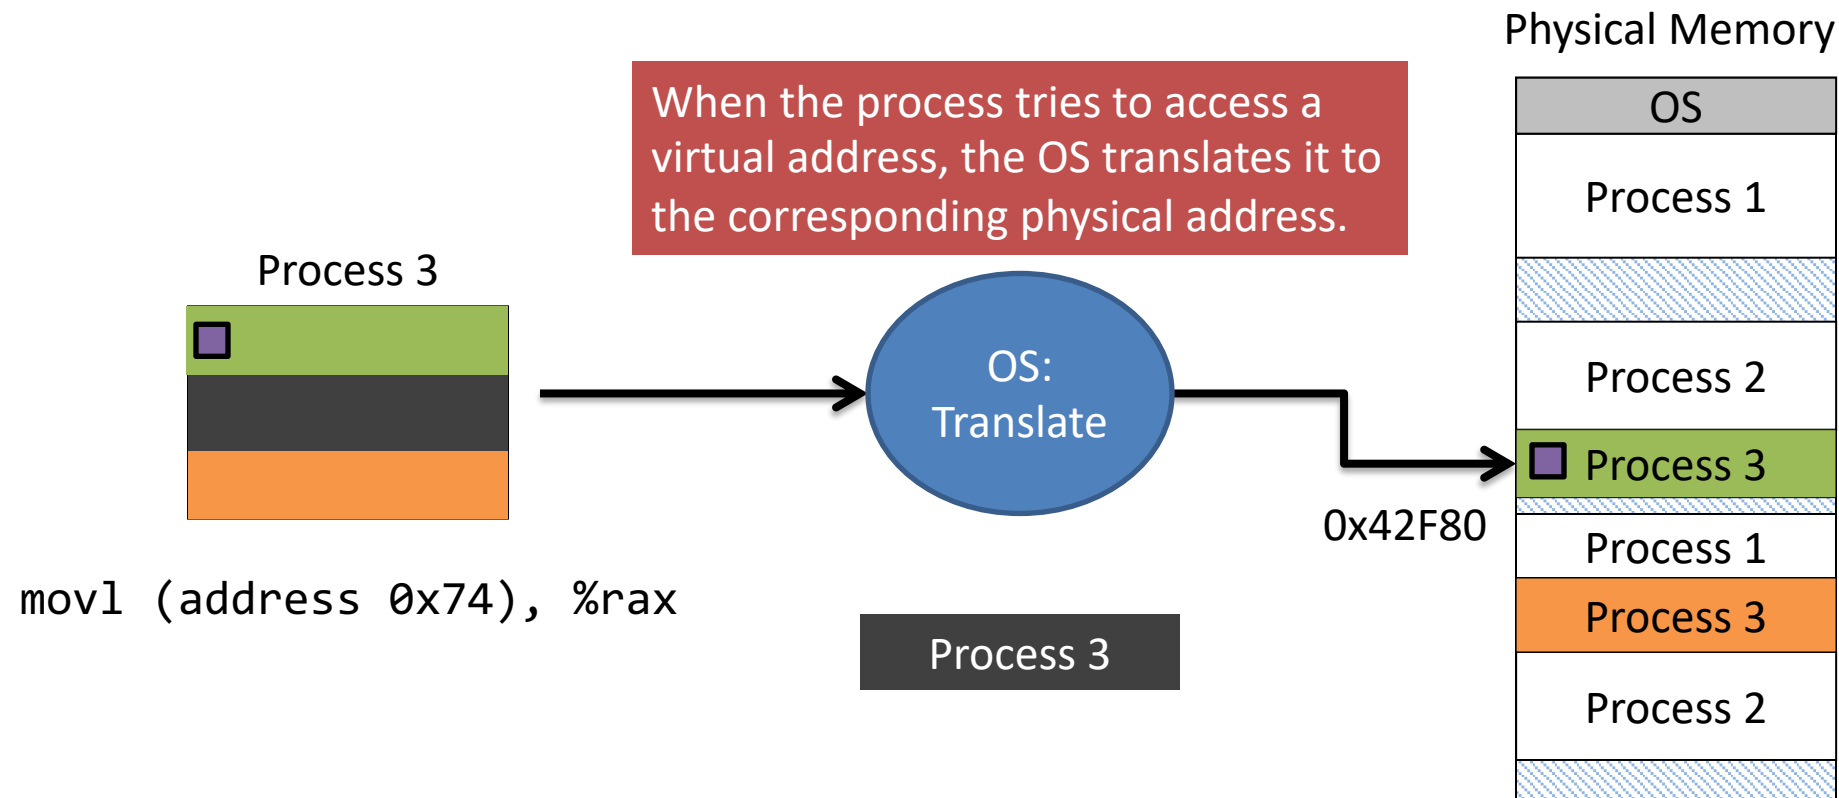 Physical Memory
When the process tries to access a
virtual address, the OS translates it to
the corresponding physical address.
Process 3
movl (address 0x74), %rax
OS:
Translate
0x42F80
Process 3
OS
Process 1
Process 2
Process 3
Process 1
Process 3
Process 2